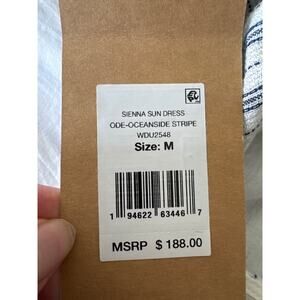 SIENNA SUN DRESS
ODE-OCEANSIDE STRIPE
WDU2548
Size: M
1 94622 63446 7
MSRP $ 188.00